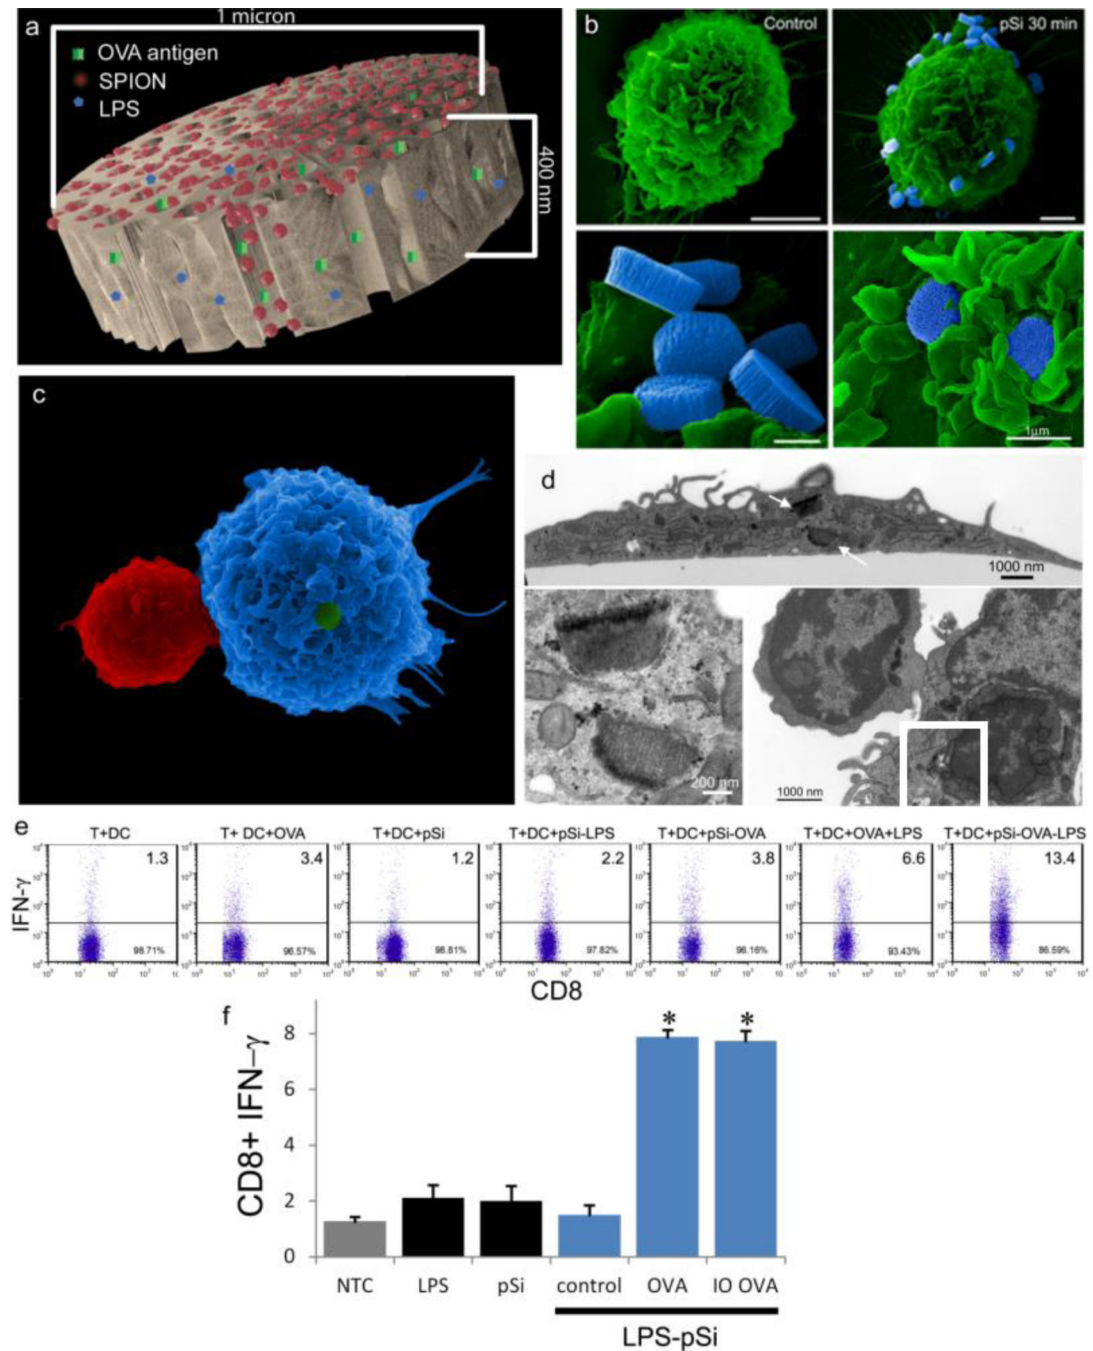 a
1 micron
OVA antigen
SPION
LPS
400 nm
b
Control
pSi 30 min
1µm
c
d
1000 nm
200 nm
1000 nm
e
T+DC
T+ DC+OVA
T+DC+pSi
T+DC+pSi-LPS
T+DC+pSi-OVA
T+DC+OVA+LPS
T+DC+pSi-OVA-LPS
1.3
3.4
1.2
2.2
3.8
6.6
13.4
IFN-γ
98.71%
96.57%
98.81%
97.82%
96.16%
93.43%
86.59%
CD8
f
CD8+ IFN−γ
8
6
4
2
0
* *
NTC LPS pSi control OVA IO OVA
LPS-pSi